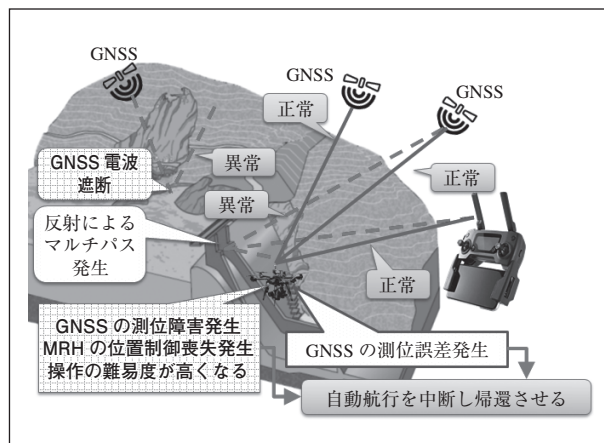 GNSS
GNSS
GNSS
正常
正常
GNSS 電波
遮断
異常
異常
反射による
マルチパス
発生
正常
GNSS の測位障害発生
MRH の位置制御喪失発生
操作の難易度が高くなる
GNSS の測位誤差発生
自動航行を中断し帰還させる